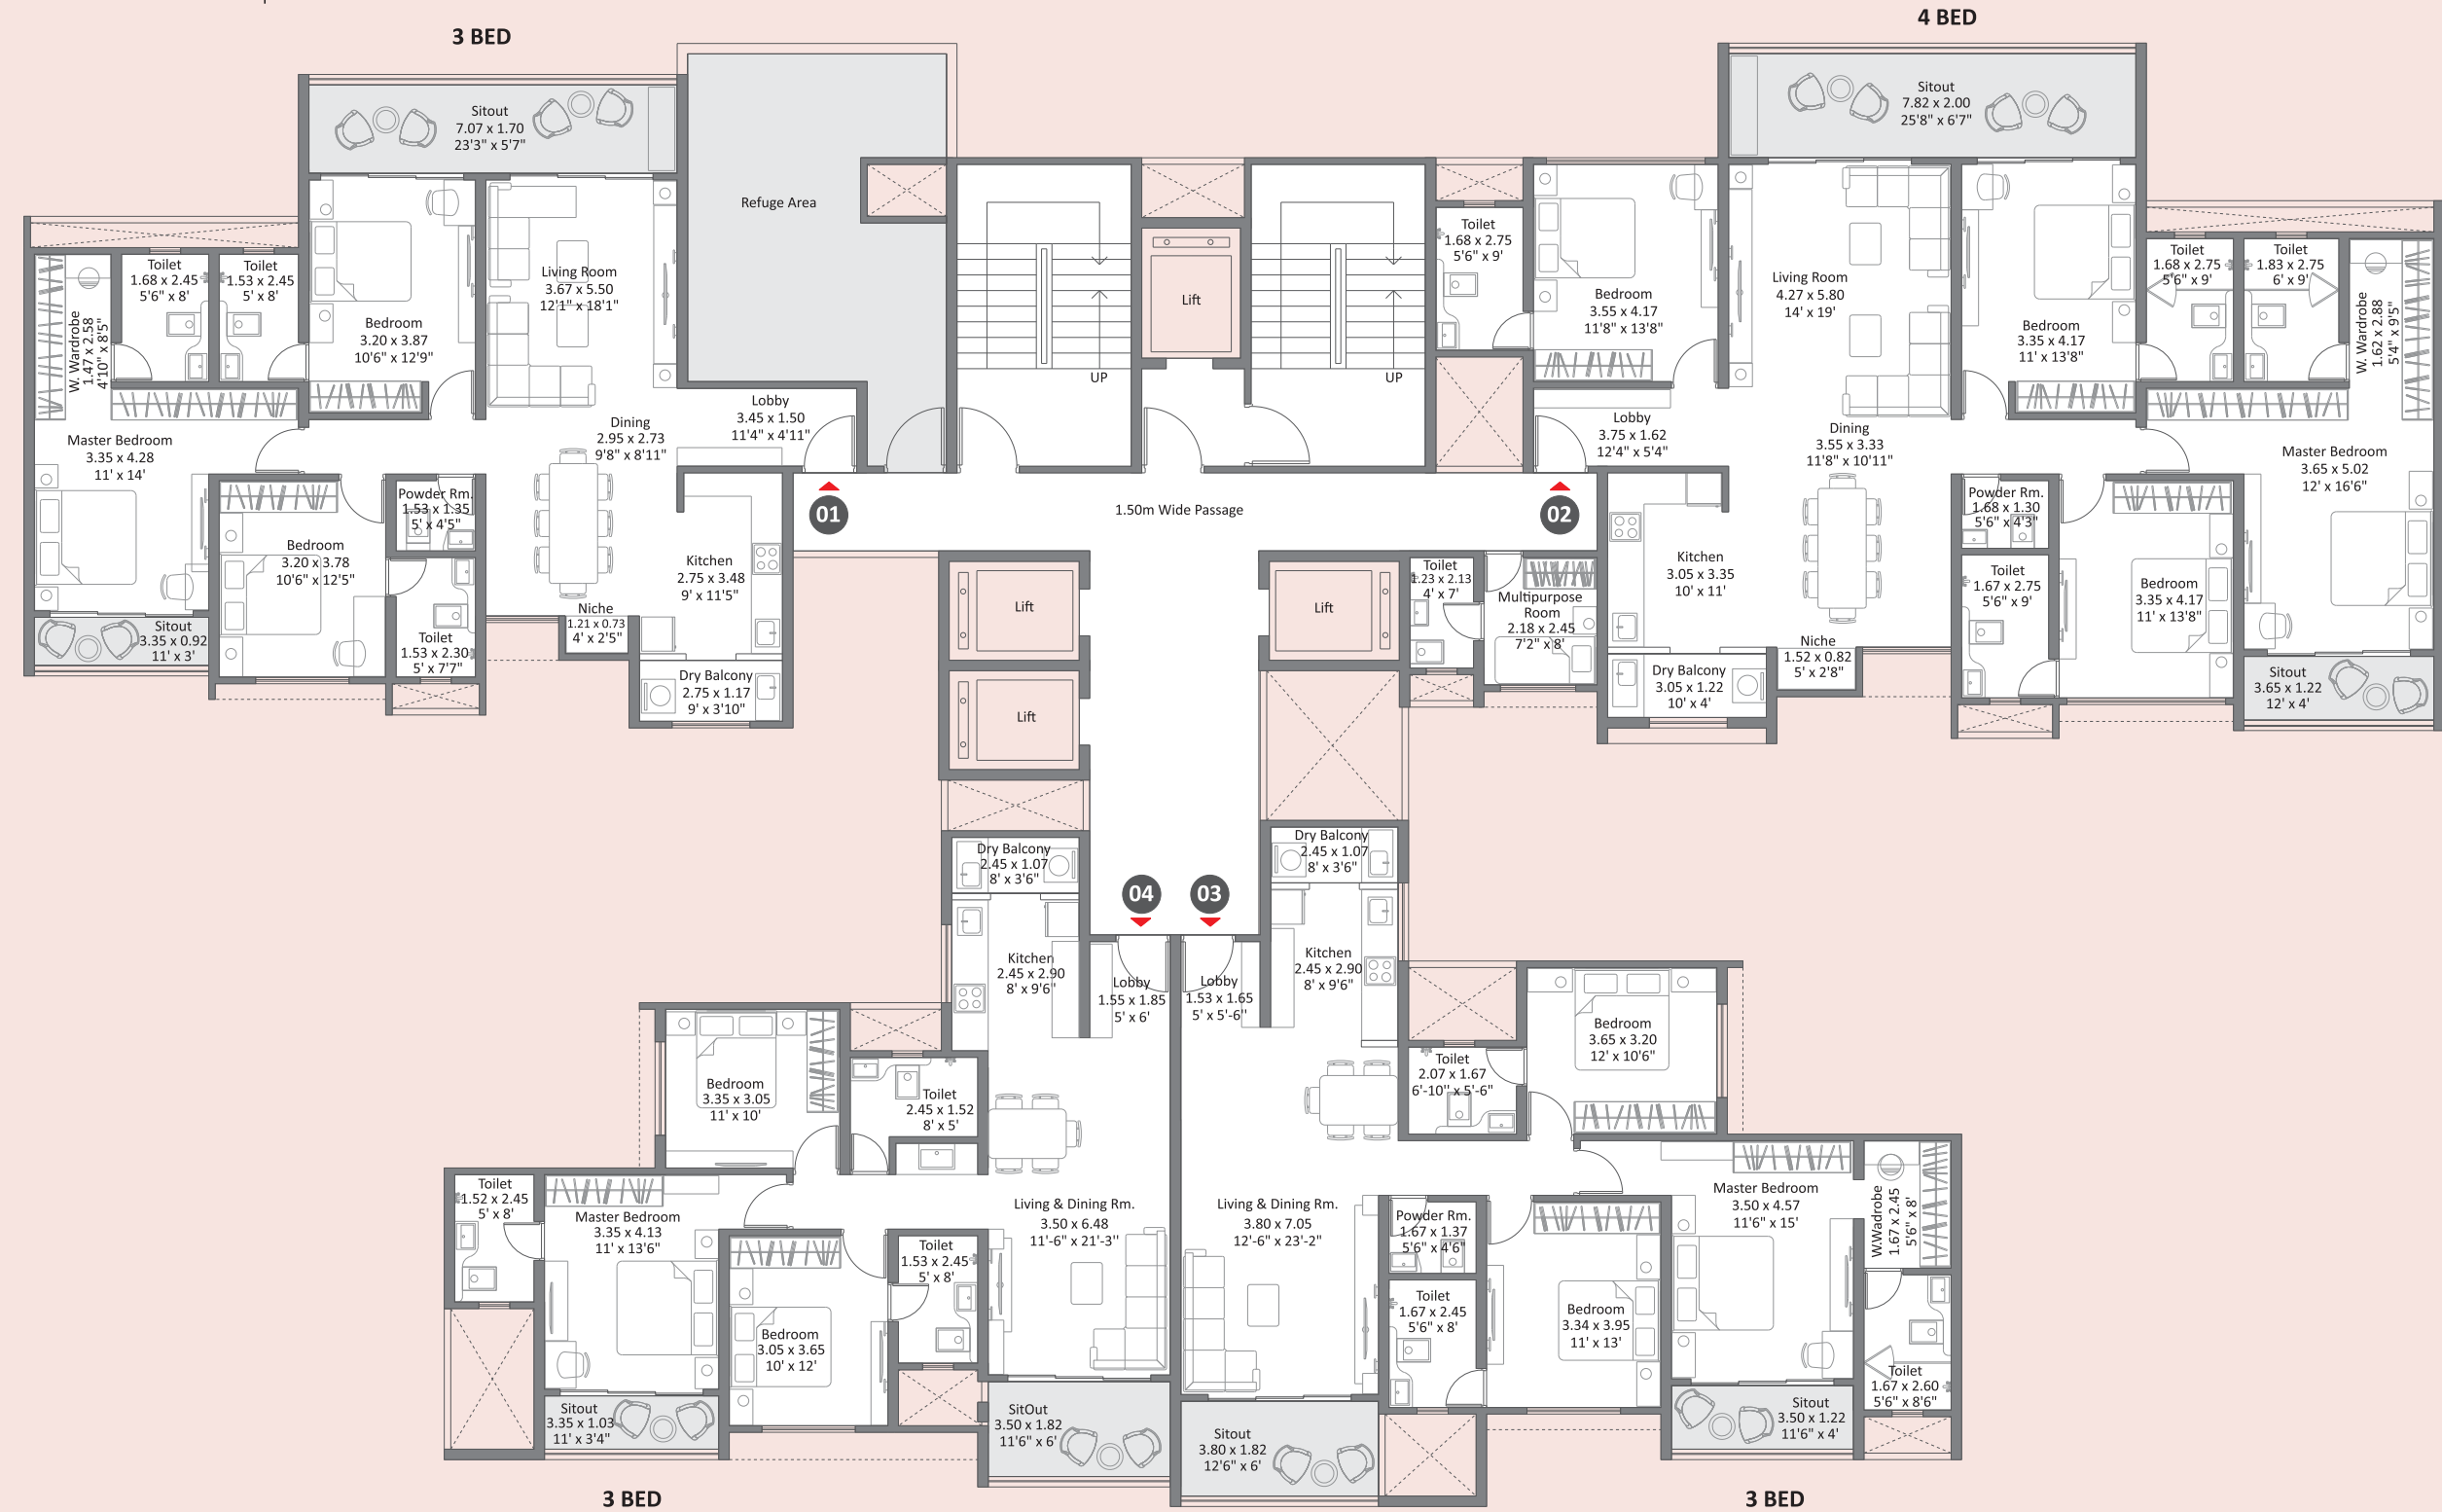 3 BED
4 BED
Sitout
7.07 x 1.70
23'3" x 5'7"
Refuge Area
Toilet
1.68 x 2.45
5'6" x 8'
Toilet
1.53 x 2.45
5' x 8'
W. Wardrobe
1.47 x 2.58
4'10" x 8'5"
Bedroom
3.20 x 3.87
10'6" x 12'9"
Living Room
3.67 x 5.50
12'1" x 18'1"
Lobby
3.45 x 1.50
11'4" x 4'11"
Dining
2.95 x 2.73
9'8" x 8'11"
Master Bedroom
3.35 x 4.28
11' x 14'
Powder Rm.
1.53 x 1.35
5' x 4'5"
Bedroom
3.20 x 3.78
10'6" x 12'5"
Kitchen
2.75 x 3.48
9' x 11'5"
Niche
1.21 x 0.73
4' x 2'5"
Sitout
3.35 x 0.92
11' x 3'
Toilet
1.53 x 2.30
5' x 7'7"
Dry Balcony
2.75 x 1.17
9' x 3'10"
01
UP
Lift
UP
1.50m Wide Passage
Lift
Lift
Lift
02
Sitout
7.82 x 2.00
25'8" x 6'7"
Toilet
1.68 x 2.75
5'6" x 9'
Bedroom
3.55 x 4.17
11'8" x 13'8"
Living Room
4.27 x 5.80
14' x 19'
Bedroom
3.35 x 4.17
11' x 13'8"
Toilet
1.68 x 2.75
5'6" x 9'
Toilet
1.83 x 2.75
6' x 9'
W. Wardrobe
1.62 x 2.88
5'4" x 9'5"
Lobby
3.75 x 1.62
12'4" x 5'4"
Dining
3.55 x 3.33
11'8" x 10'11"
Master Bedroom
3.65 x 5.02
12' x 16'6"
Powder Rm.
1.68 x 1.30
5'6" x 4'3"
Kitchen
3.05 x 3.35
10' x 11'
Toilet
1.23 x 2.13
4' x 7'
Multipurpose
Room
2.18 x 2.45
7'2" x 8'
Toilet
1.67 x 2.75
5'6" x 9'
Bedroom
3.35 x 4.17
11' x 13'8"
Niche
1.52 x 0.82
5' x 2'8"
Dry Balcony
3.05 x 1.22
10' x 4'
Sitout
3.65 x 1.22
12' x 4'
Dry Balcony
2.45 x 1.07
8' x 3'6"
04
03
Dry Balcony
2.45 x 1.07
8' x 3'6"
Kitchen
2.45 x 2.90
8' x 9'6"
Lobby
1.55 x 1.85
5' x 6'
Lobby
1.53 x 1.65
5' x 5'-6"
Kitchen
2.45 x 2.90
8' x 9'6"
Bedroom
3.35 x 3.05
11' x 10'
Toilet
2.45 x 1.52
8' x 5'
Toilet
1.52 x 2.45
5' x 8'
Master Bedroom
3.35 x 4.13
11' x 13'6"
Living & Dining Rm.
3.50 x 6.48
11'-6" x 21'-3"
Toilet
1.53 x 2.45
5' x 8'
Bedroom
3.05 x 3.65
10' x 12'
Sitout
3.35 x 1.03
11' x 3'4"
SitOut
3.50 x 1.82
11'6" x 6'
Toilet
2.07 x 1.67
6'-10" x 5'-6"
Bedroom
3.65 x 3.20
12' x 10'6"
Living & Dining Rm.
3.80 x 7.05
12'-6" x 23'-2"
Powder Rm.
1.67 x 1.37
5'6" x 4'6"
Master Bedroom
3.50 x 4.57
11'6" x 15'
W.Wadrobe
1.67 x 2.45
5'6" x 8'
Toilet
1.67 x 2.45
5'6" x 8'
Bedroom
3.34 x 3.95
11' x 13'
Toilet
1.67 x 2.60
5'6" x 8'6"
Sitout
3.80 x 1.82
12'6" x 6'
Sitout
3.50 x 1.22
11'6" x 4'
3 BED
3 BED